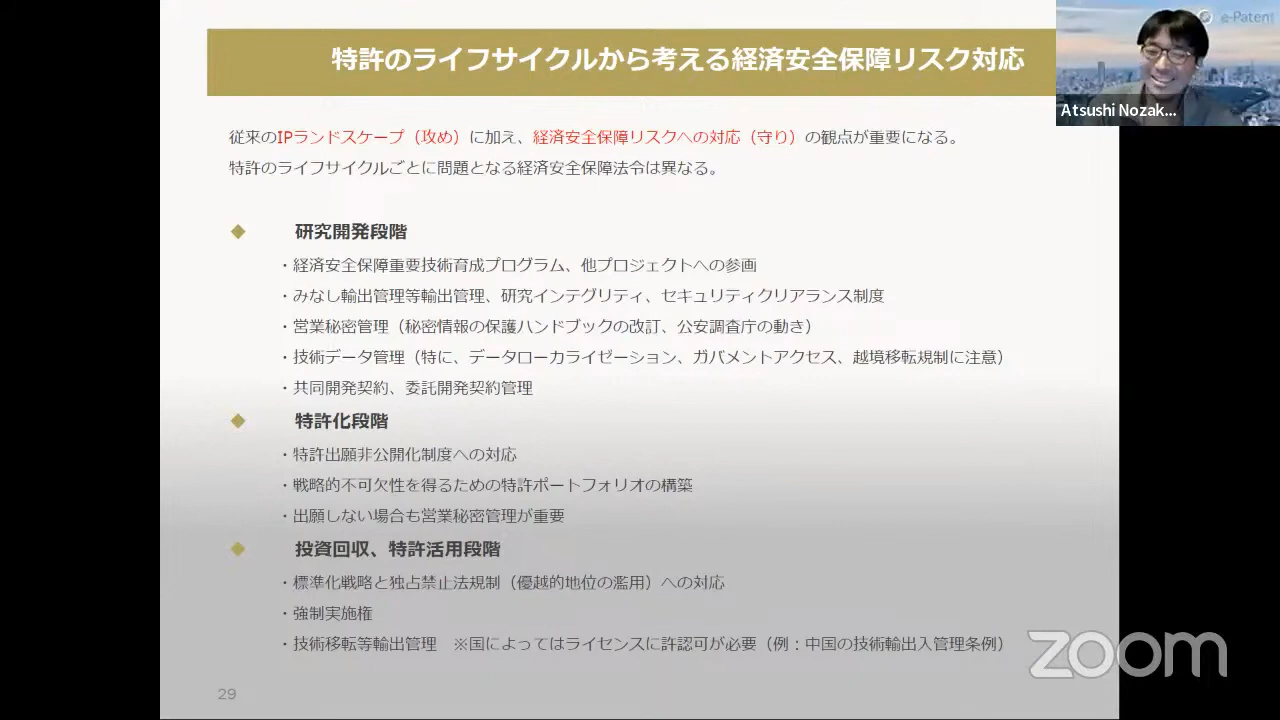 特許のライフサイクルから考える経済安全保障リスク対応
e-Patent
Atsushi Nozak...
従来のIPランドスケープ（攻め）に加え、経済安全保障リスクへの対応（守り）の観点が重要になる。
特許のライフサイクルごとに問題となる経済安全保障法令は異なる。
◆ 研究開発段階
・経済安全保障重要技術育成プログラム、他プロジェクトへの参画
・みなし輸出管理等輸出管理、研究インテグリティ、セキュリティクリアランス制度
・営業秘密管理（秘密情報の保護ハンドブックの改訂、公安調査庁の動き）
・技術データ管理（特に、データローカライゼーション、ガバメントアクセス、越境移転規制に注意）
・共同開発契約、委託開発契約管理
◆ 特許化段階
・特許出願非公開化制度への対応
・戦略的不可欠性を得るための特許ポートフォリオの構築
・出願しない場合も営業秘密管理が重要
◆ 投資回収、特許活用段階
・標準化戦略と独占禁止法規制（優越的地位の濫用）への対応
・強制実施権
・技術移転等輸出管理　※国によってはライセンスに許認可が必要（例：中国の技術輸出入管理条例）
zoom
29